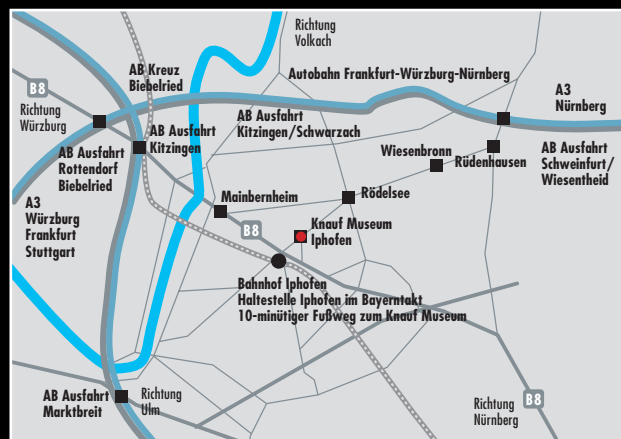 Richtung
Volkach
AB Kreuz
Biebelried
Autobahn Frankfurt-Würzburg-Nürnberg
B8
Richtung
Würzburg
A3
Nürnberg
AB Ausfahrt
Kitzingen
AB Ausfahrt
Kitzingen/Schwarzach
AB Ausfahrt
Rottendorf
Biebelried
Wiesenbronn
Rüdenhausen
AB Ausfahrt
Schweinfurt/
Wiesentheid
A3
Würzburg
Frankfurt
Stuttgart
Mainbernheim
Rödelsee
B8
Knauf Museum
Iphofen
Bahnhof Iphofen
Haltestelle Iphofen im Bayerntakt
10-minütiger Fußweg zum Knauf Museum
AB Ausfahrt
Marktbreit
Richtung
Ulm
Richtung
Nürnberg
B8